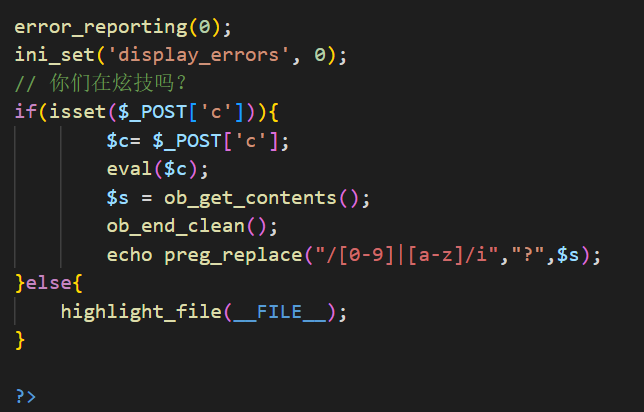 error_reporting(0);
ini_set('display_errors', 0);
// 你们在炫技吗?
if(isset($_POST['c'])){
        $c= $_POST['c'];
        eval($c);
        $s = ob_get_contents();
        ob_end_clean();
        echo preg_replace("/[0-9]|[a-z]/i","?",$s);
}else{
    highlight_file(__FILE__);
}

?>